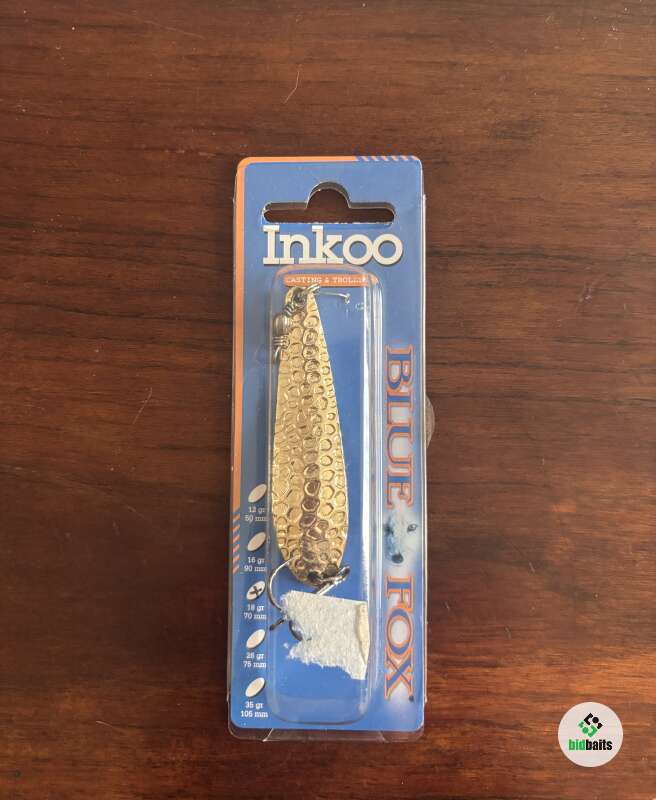 Inkoo
CASTING & TROLLING
BLUE FOX
12 gr
50 mm
16 gr
90 mm
18 gr
70 mm
26 gr
75 mm
35 gr
105 mm
bidbaits